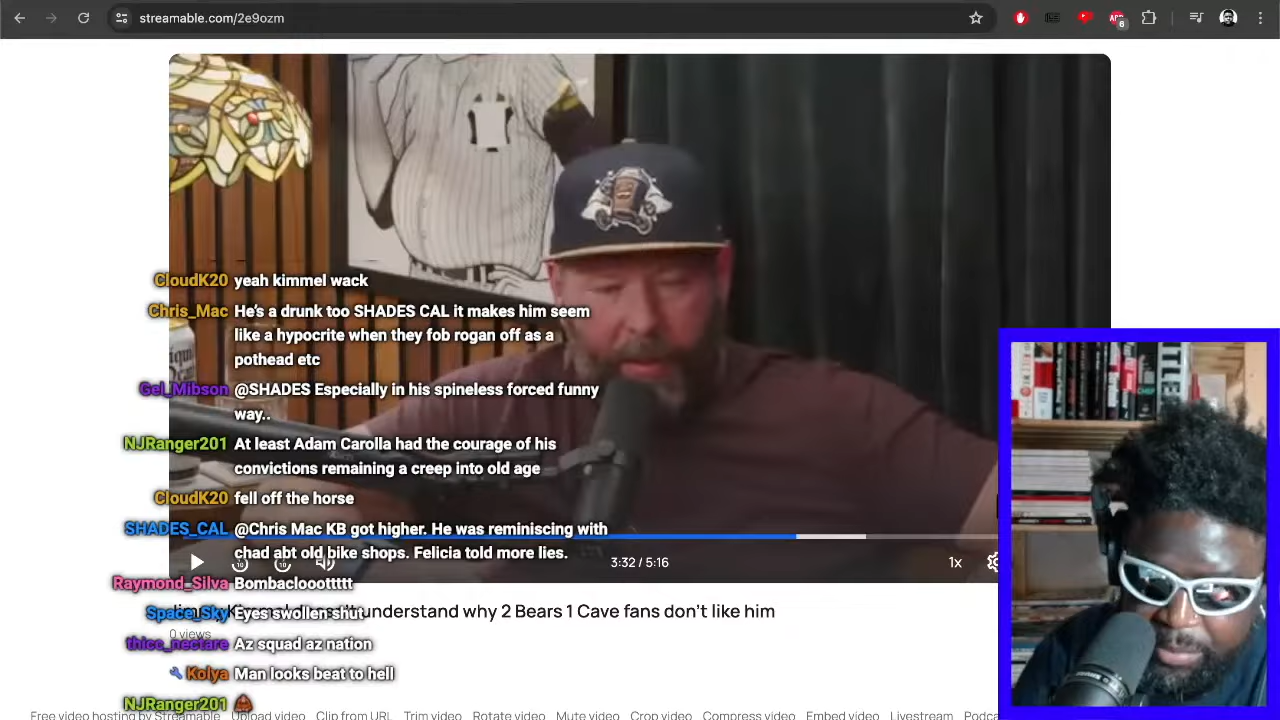 streamable.com/2e9ozm
6
CloudK20 yeah kimmel wack
Chris_Mac He's a drunk too SHADES CAL it makes him seem
like a hypocrite when they fob rogan off as a
pothead etc
Gel_Mibson @SHADES Especially in his spineless forced funny
way..
NJRanger201 At least Adam Carolla had the courage of his
convictions remaining a creep into old age
CloudK20 fell off the horse
SHADES_CAL @Chris Mac KB got higher. He was reminiscing with
chad abt old bike shops. Felicia told more lies.
3:32 / 5:16
1x
Raymond_Silva Bombacloootttttt
Space_Sky Eyes swollen shut
understand why 2 Bears 1 Cave fans don't like him
0 views
thicc_nectare Az squad az nation
Kolya Man looks beat to hell
NJRanger201
Free video hosting by Streamable Upload video Clip from URL Trim video Rotate video Mute video Crop video Compress video Embed video Livestream Podca